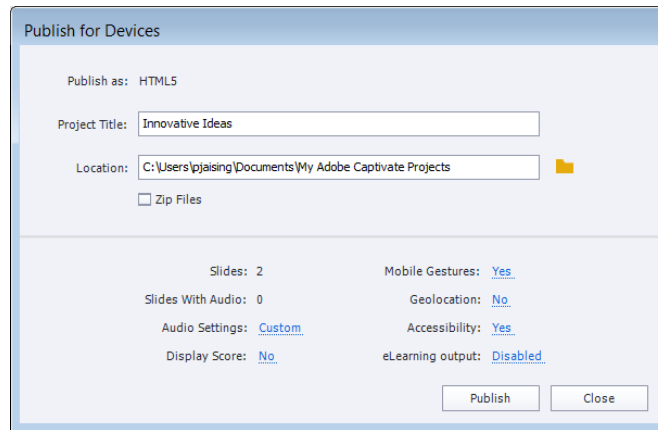 Publish for Devices
Publish as: HTML5
Project Title: Innovative Ideas
Location: C:\Users\pjaising\Documents\My Adobe Captivate Projects
Zip Files
Slides: 2 Mobile Gestures: Yes
Slides With Audio: 0 Geolocation: No
Audio Settings: Custom Accessibility: Yes
Display Score: No eLearning output: Disabled
Publish Close